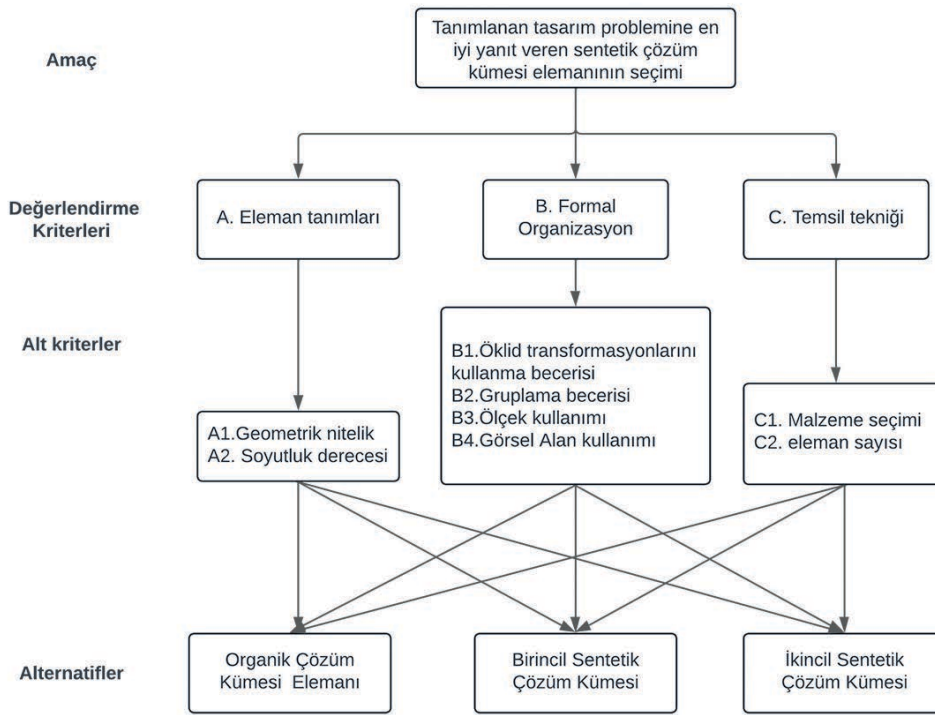 Amaç
Tanımlanan tasarım problemine en
iyi yanıt veren sentetik çözüm
kümesi elemanının seçimi
Değerlendirme
Kriterleri
A. Eleman tanımları
B. Formal
Organizasyon
C. Temsil tekniği
Alt kriterler
A1.Geometrik nitelik
A2. Soyutluk derecesi
B1.Öklid transformasyonlarını
kullanma becerisi
B2.Gruplama becerisi
B3.Ölçek kullanımı
B4.Görsel Alan kullanımı
C1. Malzeme seçimi
C2. eleman sayısı
Alternatifler
Organik Çözüm
Kümesi Elemanı
Birincil Sentetik
Çözüm Kümesi
İkincil Sentetik
Çözüm Kümesi